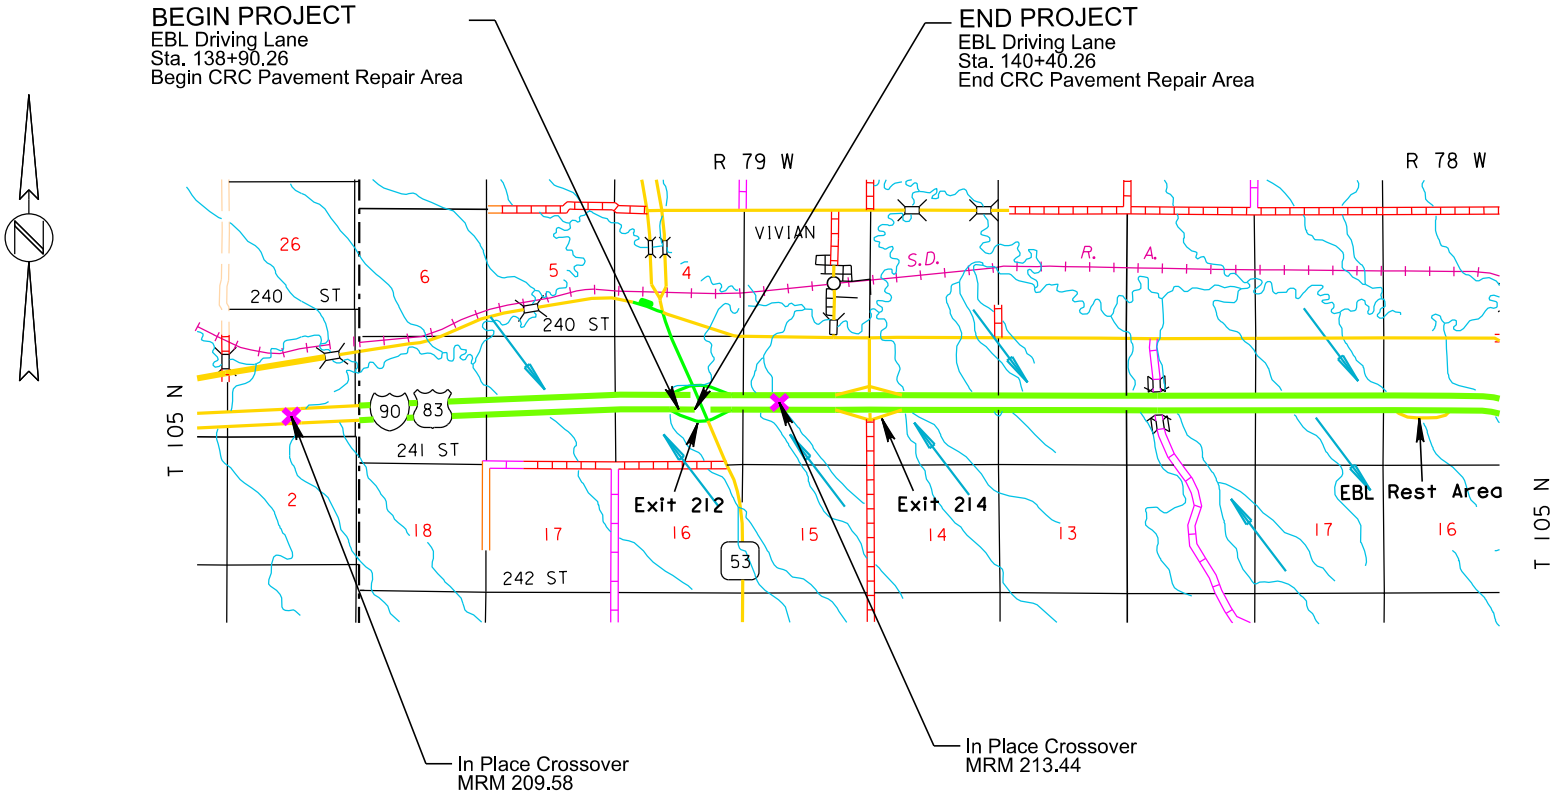 BEGIN PROJECT
EBL Driving Lane
Sta. 138+90.26
Begin CRC Pavement Repair Area
END PROJECT
EBL Driving Lane
Sta. 140+40.26
End CRC Pavement Repair Area
R 79 W
R 78 W
N
26
6
5
4
VIVIAN
S.D.
R.
A.
240 ST
240 ST
T 105 N
90
83
241 ST
2
18
17
Exit 212
16
15
Exit 214
14
13
17
EBL Rest Area
16
T 105 N
53
242 ST
In Place Crossover
MRM 209.58
In Place Crossover
MRM 213.44